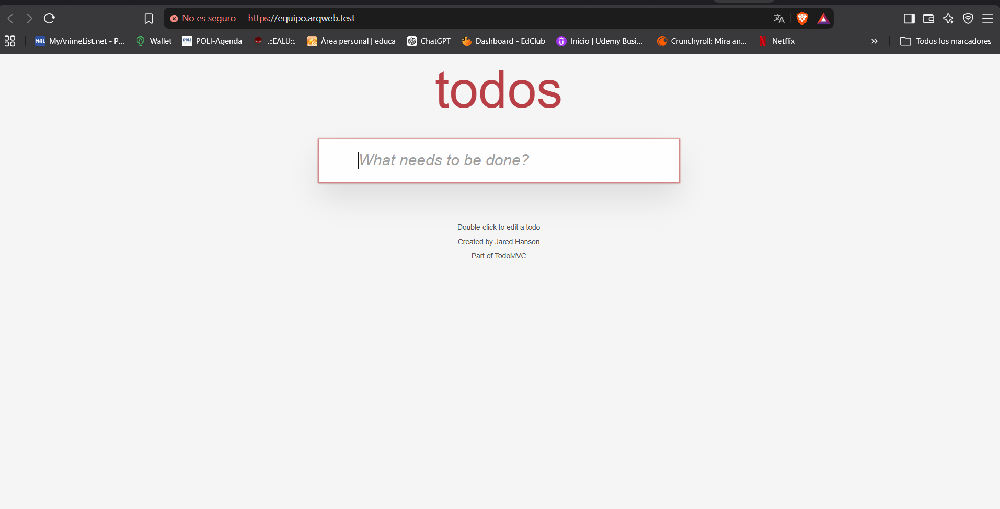 No es seguro https://equipo.arqweb.test
MAL MyAnimeList.net - P... Wallet POLI POLI-Agenda .::EALU::. Área personal | educa ChatGPT Dashboard - EdClub Inicio | Udemy Busi... Crunchyroll: Mira an... Netflix » Todos los marcadores
todos
What needs to be done?
Double-click to edit a todo
Created by Jared Hanson
Part of TodoMVC